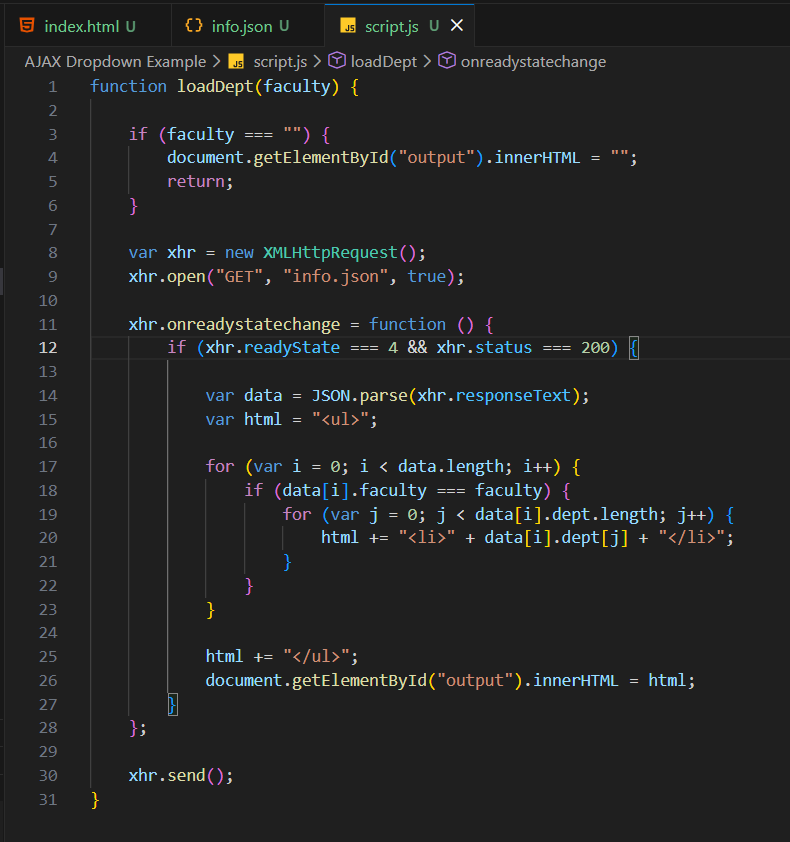 index.html U info.json U JS script.js U
AJAX Dropdown Example > JS script.js > loadDept > onreadystatechange
1 function loadDept(faculty) {
2
3     if (faculty === "") {
4         document.getElementById("output").innerHTML = "";
5         return;
6     }
7
8     var xhr = new XMLHttpRequest();
9     xhr.open("GET", "info.json", true);
10
11     xhr.onreadystatechange = function () {
12         if (xhr.readyState === 4 && xhr.status === 200) {
13
14             var data = JSON.parse(xhr.responseText);
15             var html = "<ul>";
16
17             for (var i = 0; i < data.length; i++) {
18                 if (data[i].faculty === faculty) {
19                     for (var j = 0; j < data[i].dept.length; j++) {
20                         html += "<li>" + data[i].dept[j] + "</li>";
21                     }
22                 }
23             }
24
25             html += "</ul>";
26             document.getElementById("output").innerHTML = html;
27         }
28     };
29
30     xhr.send();
31 }